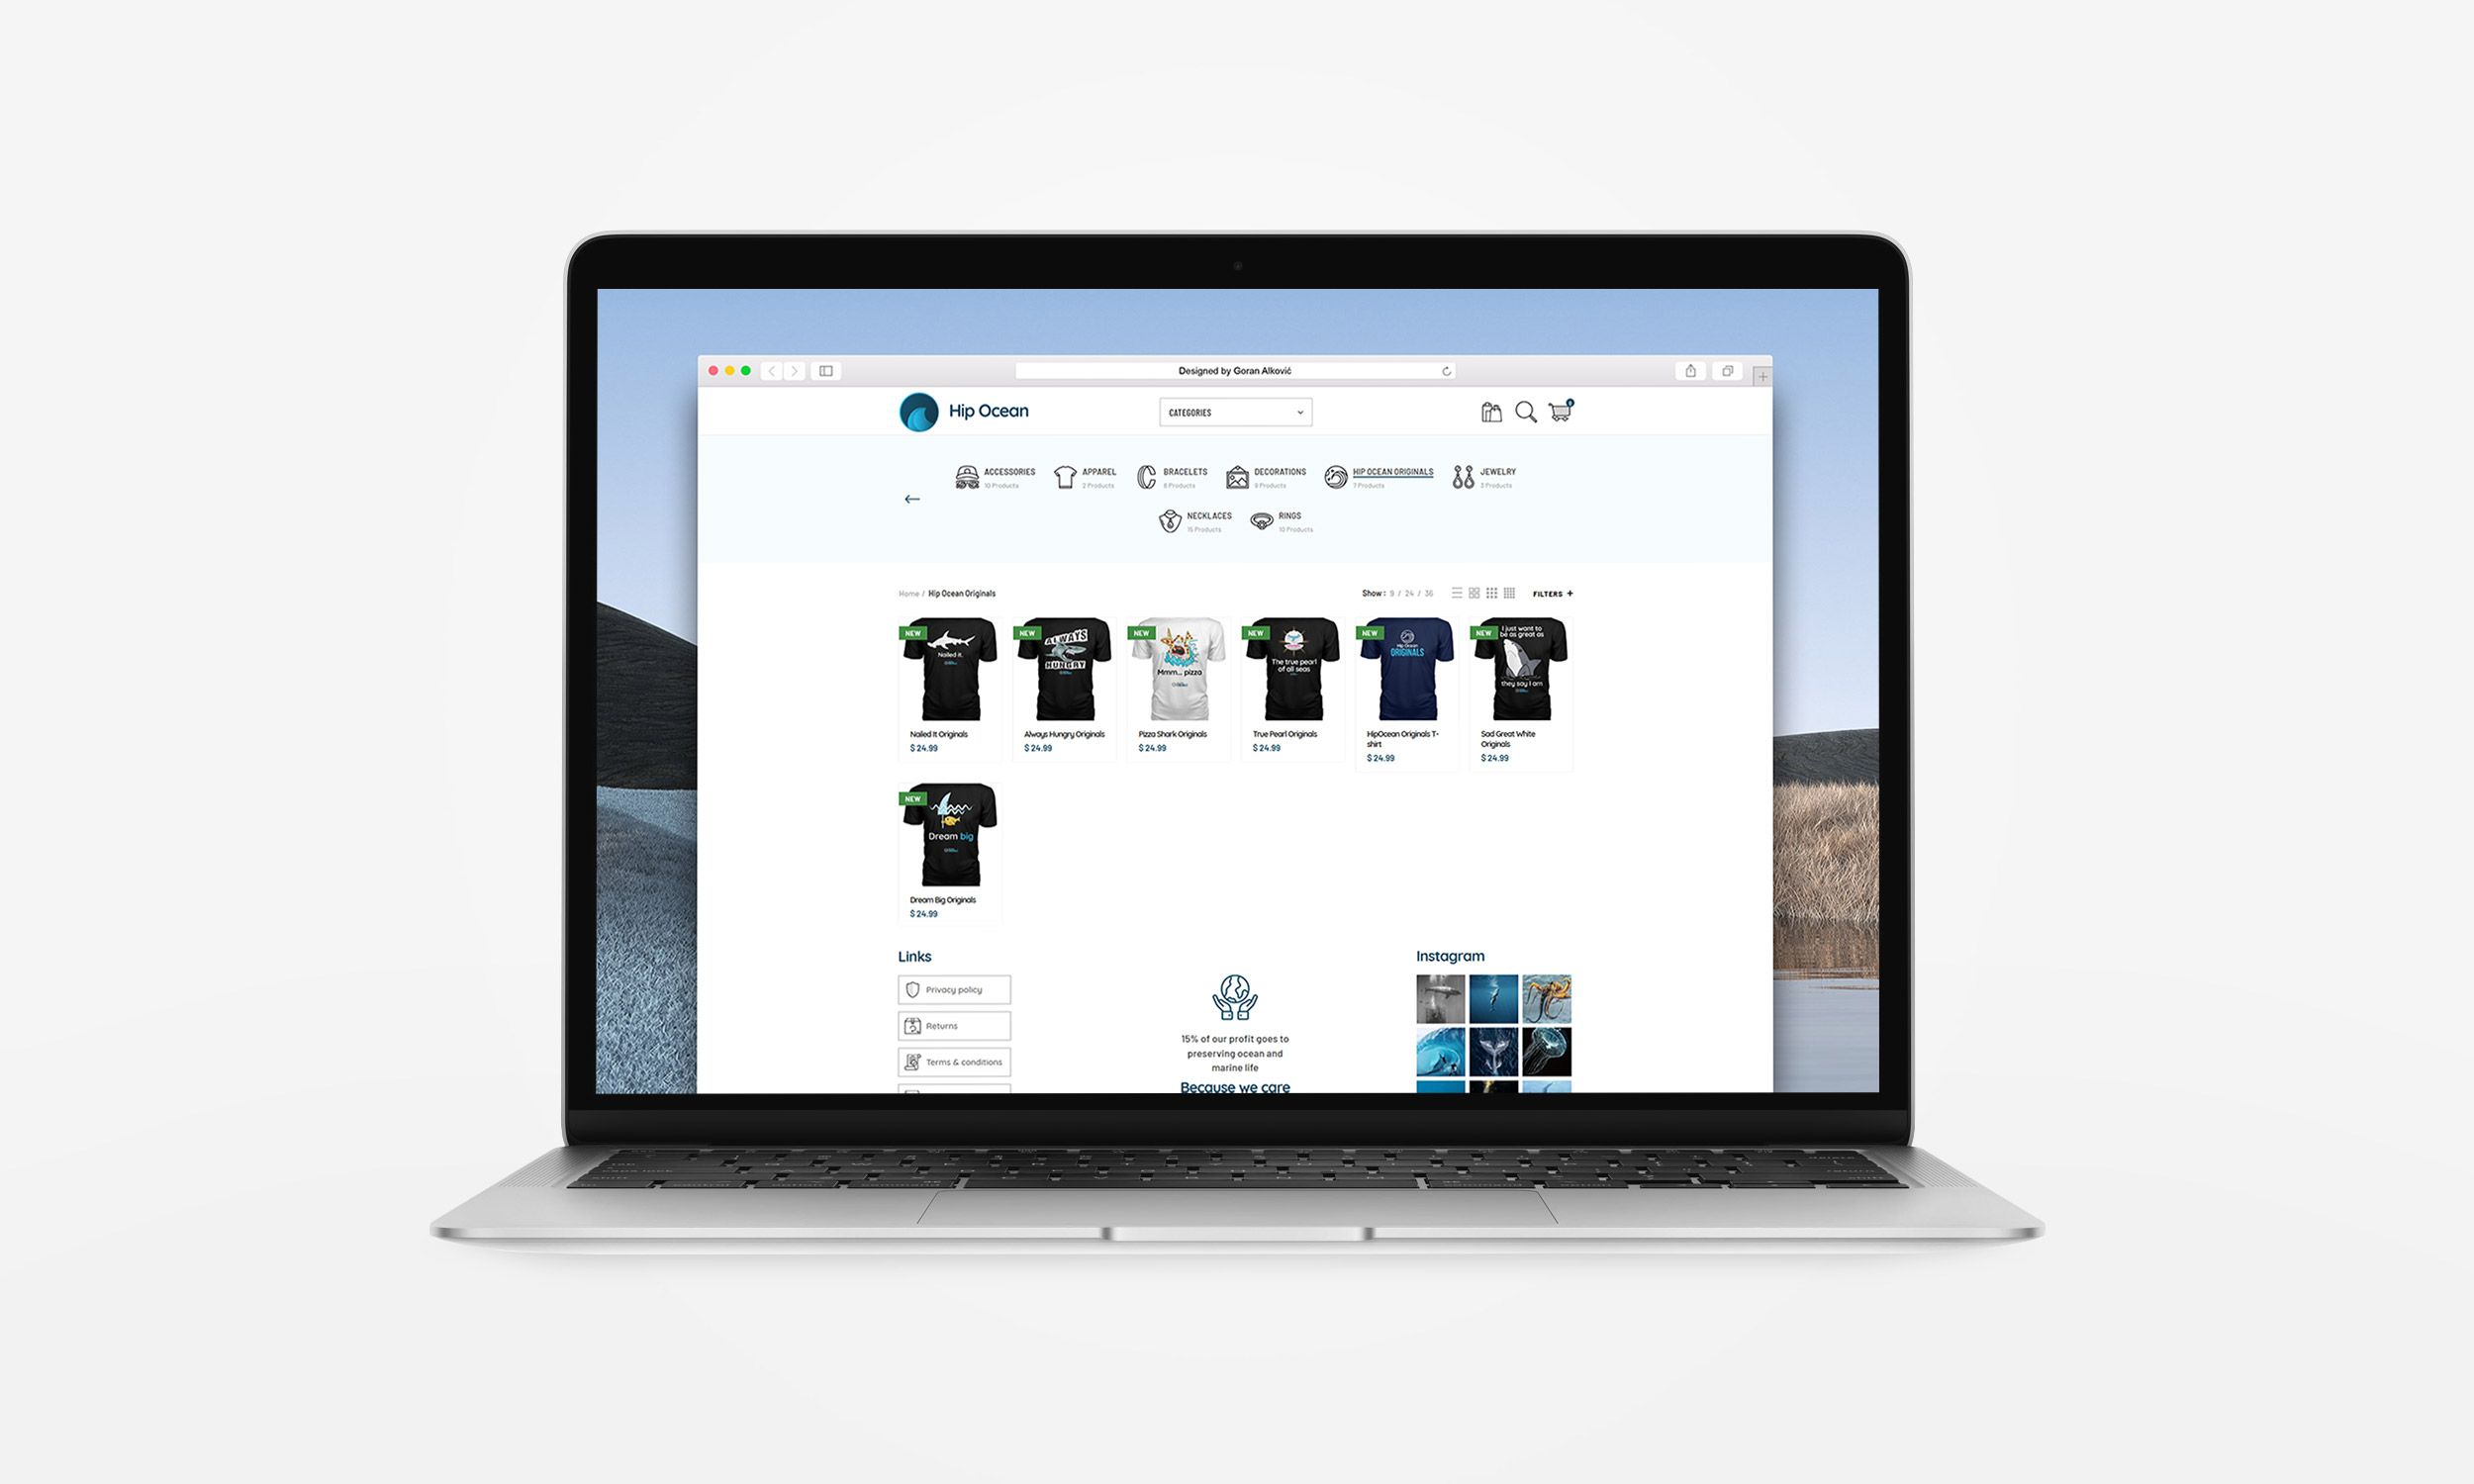 Designed by Goran Alković
Hip Ocean
CATEGORIES
0
ACCESSORIES
10 Products
APPAREL
2 Products
BRACELETS
8 Products
DECORATIONS
9 Products
HIP OCEAN ORIGINALS
7 Products
JEWELRY
3 Products
NECKLACES
15 Products
RINGS
10 Products
Home / Hip Ocean Originals
Show : 9 / 24 / 36
FILTERS +
NEW
Nailed it.
Nailed It Originals
$ 24.99
NEW
ALWAYS
HUNGRY
Always Hungry Originals
$ 24.99
NEW
Mmm... pizza
Pizza Shark Originals
$ 24.99
NEW
The true pearl
of all seas
True Pearl Originals
$ 24.99
NEW
Hip Ocean
ORIGINALS
HipOcean Originals T-
shirt
$ 24.99
NEW
I just want to
be as great as
they say I am
Sad Great White
Originals
$ 24.99
NEW
Dream big
Dream Big Originals
$ 24.99
Links
Privacy policy
Returns
Terms & conditions
15% of our profit goes to
preserving ocean and
marine life
Because we care
Instagram